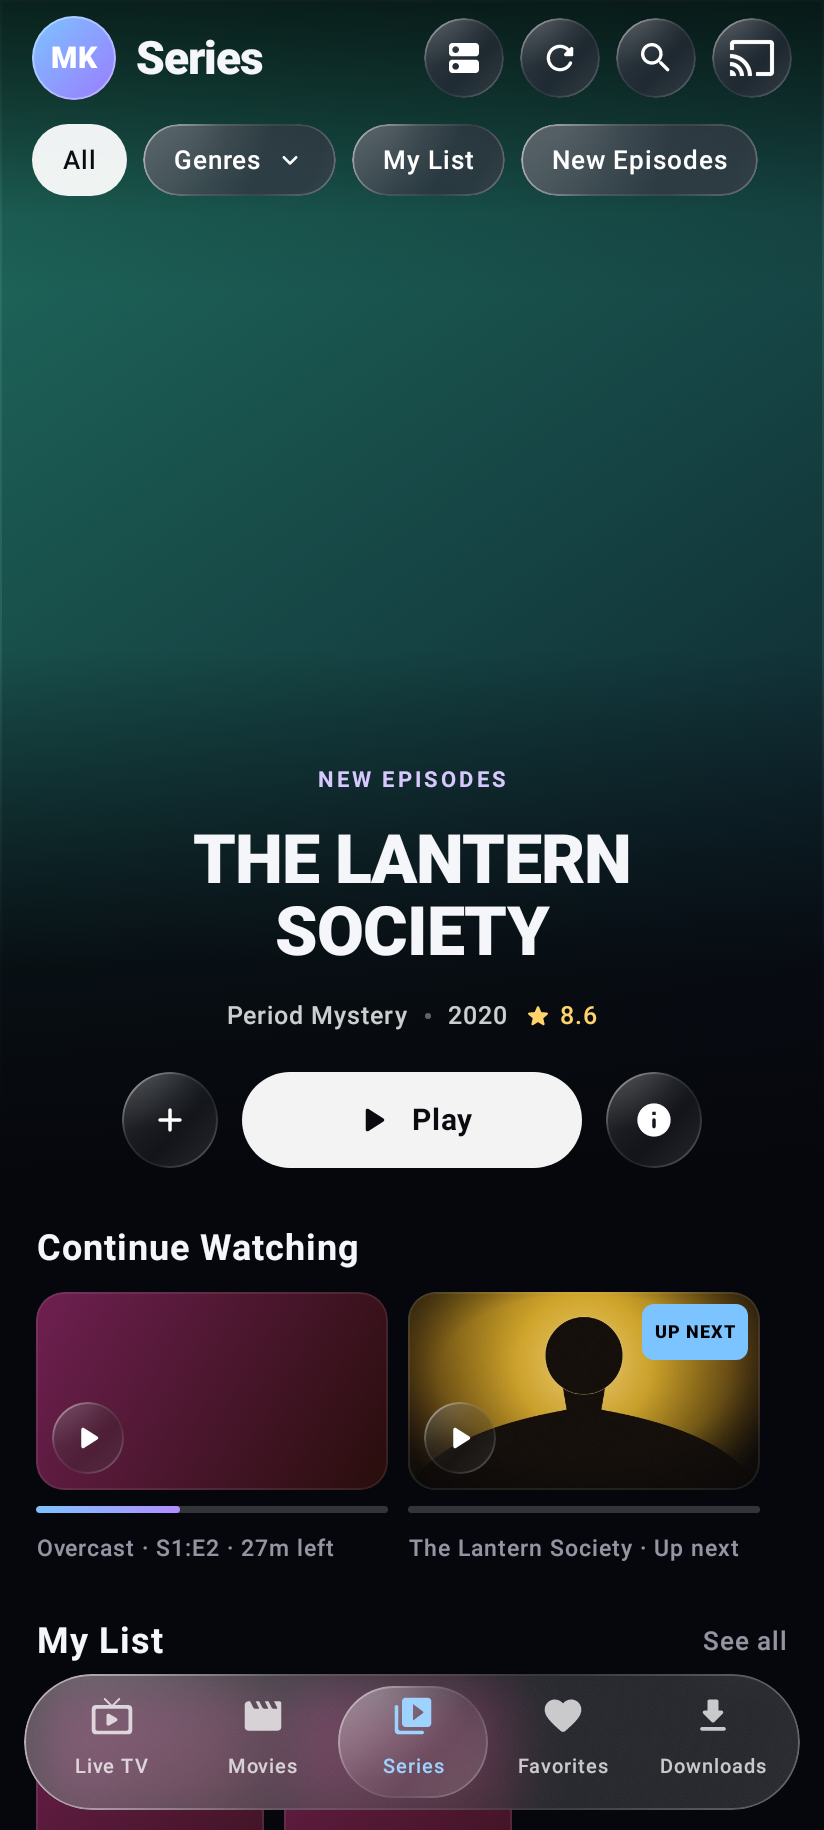 MK
Series
All
Genres
My List
New Episodes
NEW EPISODES
THE LANTERN
SOCIETY
Period Mystery • 2020 8.6
Play
Continue Watching
UP NEXT
Overcast · S1:E2 · 27m left
The Lantern Society · Up next
My List
See all
Live TV
Movies
Series
Favorites
Downloads